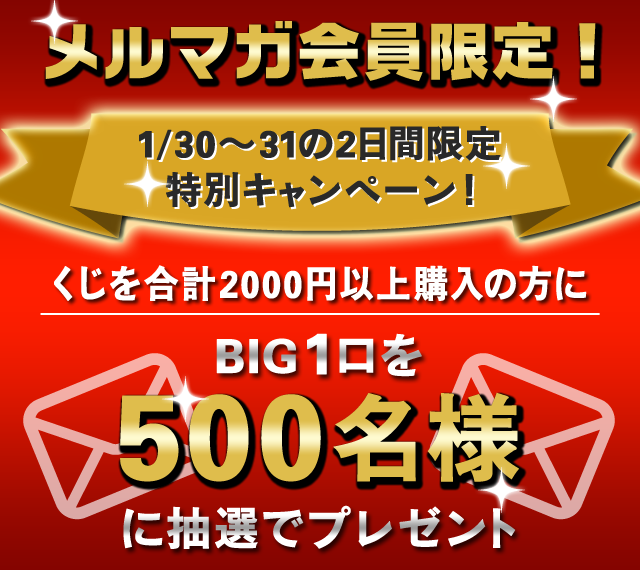 メルマガ会員限定！
1/30～31の2日間限定
特別キャンペーン！
くじを合計2000円以上購入の方に
BIG1口を
500名様
に抽選でプレゼント